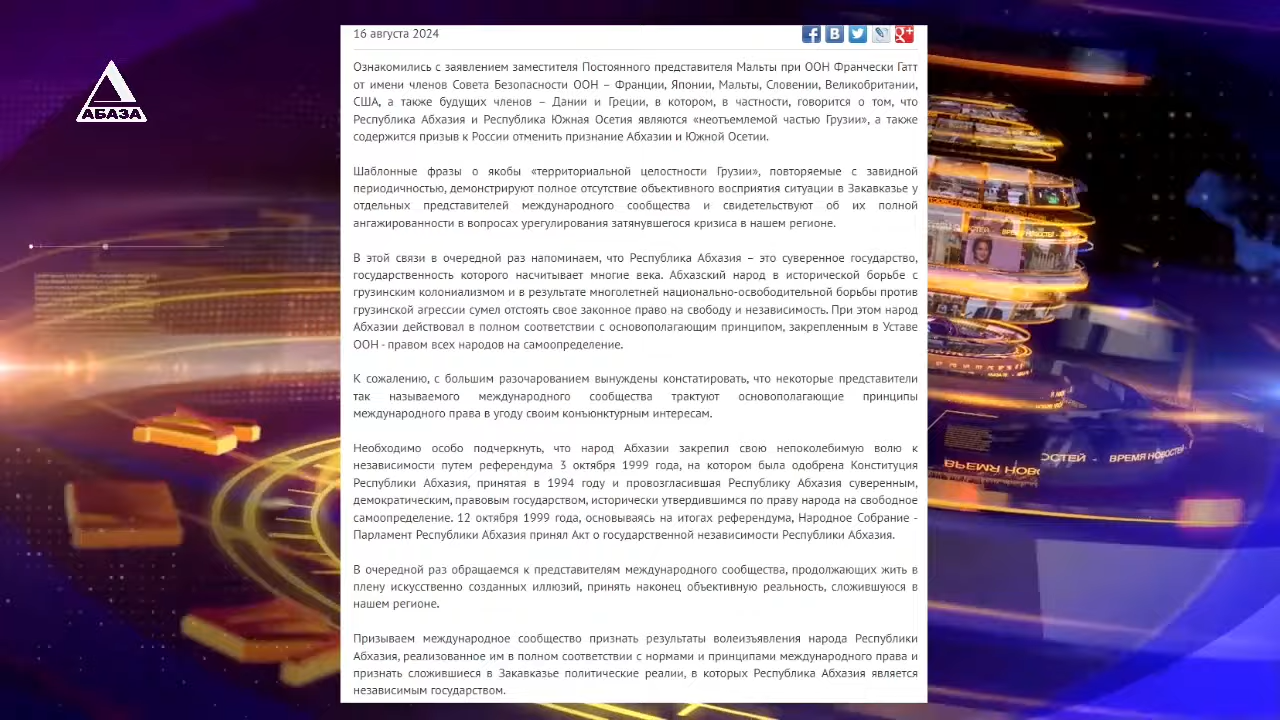 16 августа 2024
АБАЗА
Ознакомились с заявлением заместителя Постоянного представителя Мальты при ООН Франчески Гатт
от имени членов Совета Безопасности ООН – Франции, Японии, Мальты, Словении, Великобритании,
США, а также будущих членов – Дании и Греции, в котором, в частности, говорится о том, что
Республика Абхазия и Республика Южная Осетия являются «неотъемлемой частью Грузии», а также
содержится призыв к России отменить признание Абхазии и Южной Осетии.
Шаблонные фразы о якобы «территориальной целостности Грузии», повторяемые с завидной
периодичностью, демонстрируют полное отсутствие объективного восприятия ситуации в Закавказье у
отдельных представителей международного сообщества и свидетельствуют об их полной
ангажированности в вопросах урегулирования затянувшегося кризиса в нашем регионе.
В этой связи в очередной раз напоминаем, что Республика Абхазия – это суверенное государство,
государственность которого насчитывает многие века. Абхазский народ в исторической борьбе с
грузинским колониализмом и в результате многолетней национально-освободительной борьбы против
грузинской агрессии сумел отстоять свое законное право на свободу и независимость. При этом народ
Абхазии действовал в полном соответствии с основополагающим принципом, закрепленным в Уставе
ООН - правом всех народов на самоопределение.
К сожалению, с большим разочарованием вынуждены констатировать, что некоторые представители
так называемого международного сообщества трактуют основополагающие принципы
международного права в угоду своим конъюнктурным интересам.
Необходимо особо подчеркнуть, что народ Абхазии закрепил свою непоколебимую волю к
независимости путем референдума 3 октября 1999 года, на котором была одобрена Конституция
Республики Абхазия, принятая в 1994 году и провозгласившая Республику Абхазия суверенным,
демократическим, правовым государством, исторически утвердившимся по праву народа на свободное
самоопределение. 12 октября 1999 года, основываясь на итогах референдума, Народное Собрание -
Парламент Республики Абхазия принял Акт о государственной независимости Республики Абхазия.
В очередной раз обращаемся к представителям международного сообщества, продолжающих жить в
плену искусственно созданных иллюзий, принять наконец объективную реальность, сложившуюся в
нашем регионе.
Призываем международное сообщество признать результаты волеизъявления народа Республики
Абхазия, реализованное им в полном соответствии с нормами и принципами международного права и
признать сложившиеся в Закавказье политические реалии, в которых Республика Абхазия является
независимым государством.
ВРЕМЯ НОВОСТЕЙ -
ОСТЕЙ - ВРЕМЯ НОВОСТЕЙ -
ВРЕМЯ НОВО